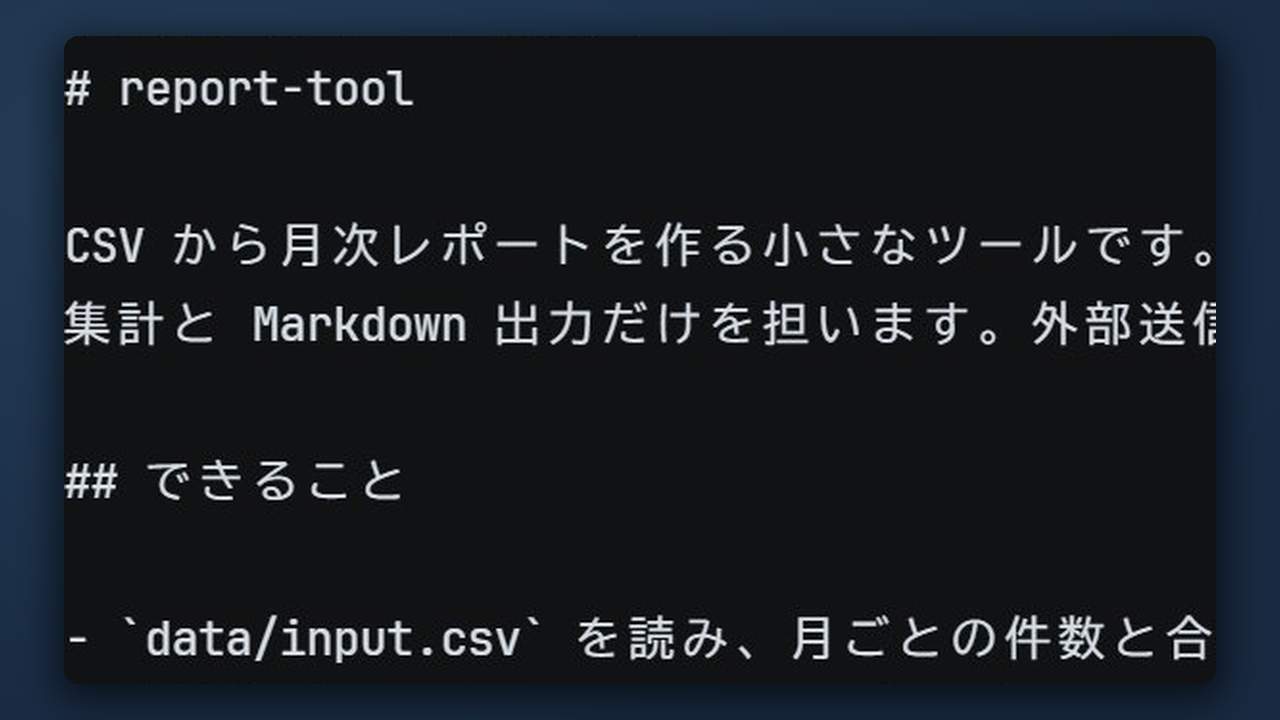 # report-tool
CSV から月次レポートを作る小さなツールです。
集計と Markdown 出力だけを担います。外部送信
## できること
- `data/input.csv` を読み、月ごとの件数と合